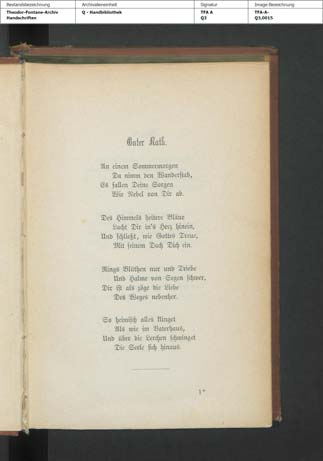 Bestandsbezeichnung Archivalieneinheit Signatur Image Bezeichnung
Theodor-Fontane-Archiv Q - Handbibliothek TFA A TFA-A-
Handschriften Q3 Q3,0015
Guter Rath.
An einem Sommermorgen
Da nimm den Wanderstab,
Es fallen Deine Sorgen
Wie Nebel von Dir ab.
Des Himmels heitere Bläue
Lacht Dir in's Herz hinein,
Und schließt, wie Gottes Treue,
Mit seinem Dach Dich ein.
Rings Blüthen nur und Triebe
Und Halme von Segen schwer,
Dir ist als zöge die Liebe
Des Weges nebenher.
So heimisch alles klinget
Als wie im Vaterhaus,
Und über die Lerchen schwinget
Die Seele sich hinaus.
1*